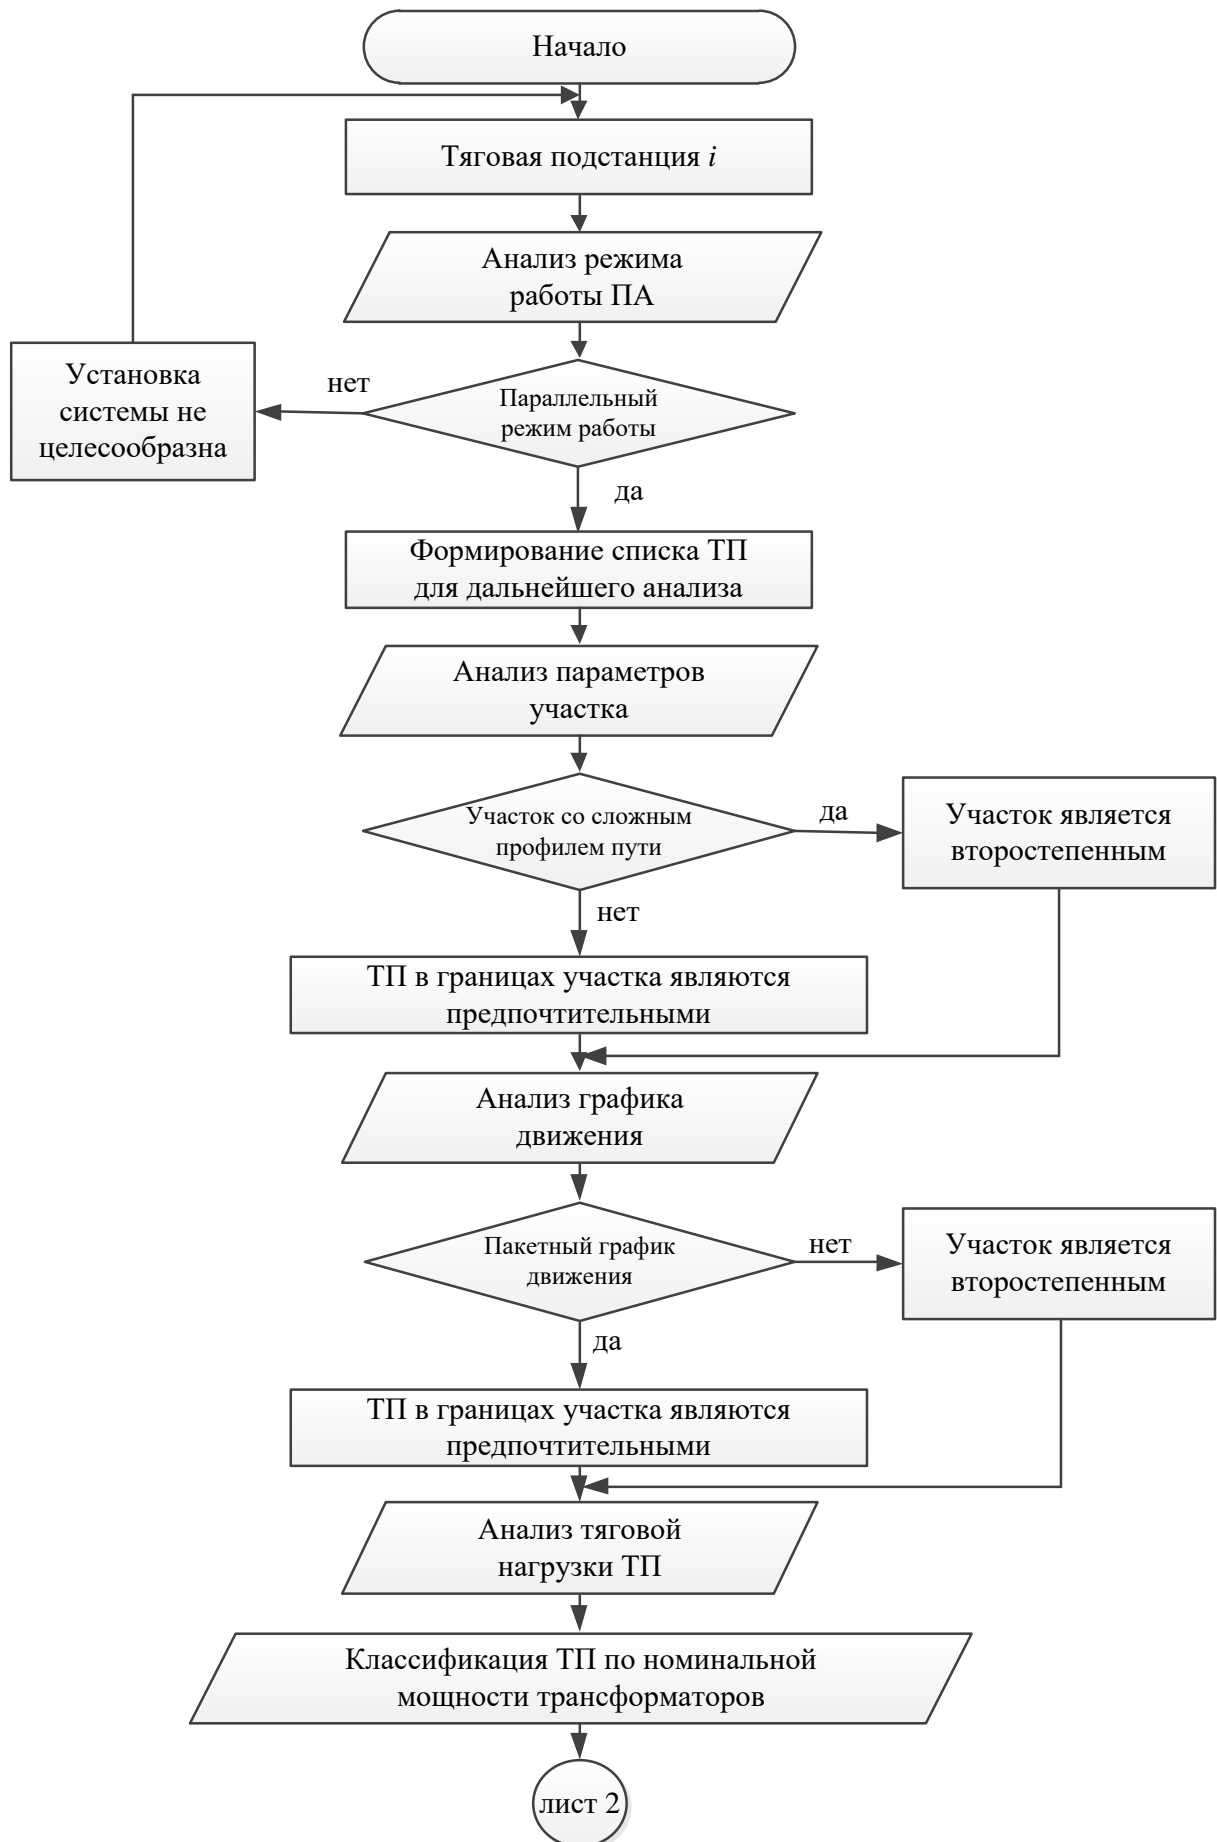 Начало
Тяговая подстанция i
Анализ режима
работы ПА
Установка
системы не
целесообразна
нет
Параллельный
режим работы
да
Формирование списка ТП
для дальнейшего анализа
Анализ параметров
участка
Участок со сложным
профилем пути
да
Участок является
второстепенным
нет
ТП в границах участка являются
предпочтительными
Анализ графика
движения
Пакетный график
движения
нет
Участок является
второстепенным
да
ТП в границах участка являются
предпочтительными
Анализ тяговой
нагрузки ТП
Классификация ТП по номинальной
мощности трансформаторов
лист 2